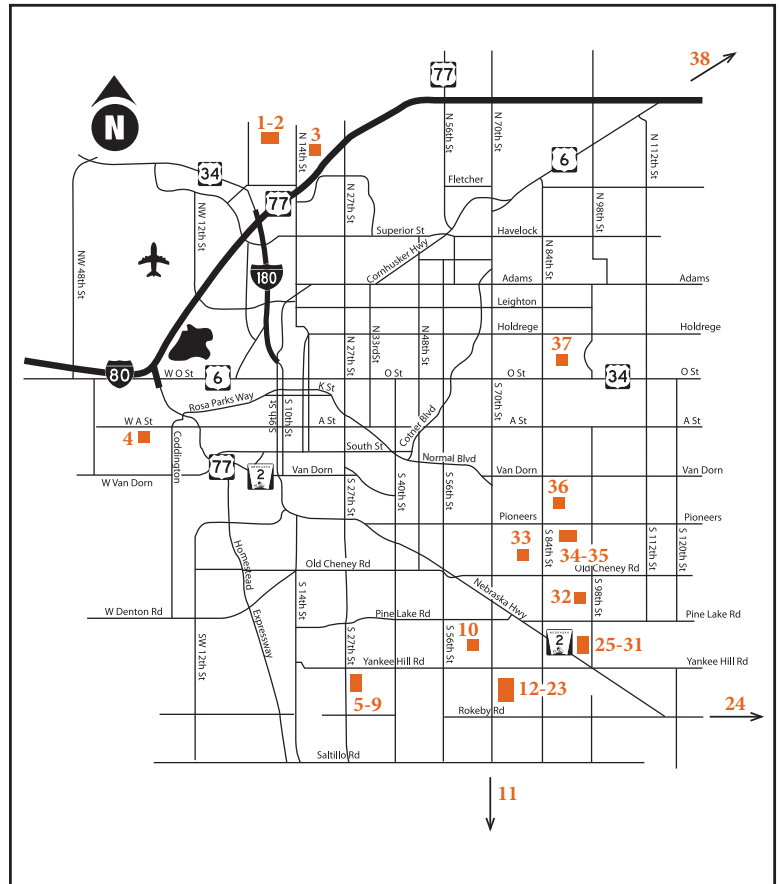 38
77
N
1-2
3
N 14th St
N 56th St
N 70th St
6
N 112th St
34
Fletcher
77
N 27th St
N 98th St
NW 12th St
Superior St
Havelock
NW 48th St
Cornhusker Hwy
N 84th St
180
Adams
Adams
Leighton
Holdrege
Holdrege
N 27th St
N 33rdSt
N 48th St
37
80
W O St
6
O St
O St
34
O St
K St
S 70th St
Rosa Parks Way
9th St
S 10th St
Cotner Blvd
W A St
A St
A St
4
Coddington
South St
Normal Blvd
77
NEBRASKA
2
Van Dorn
Van Dorn
Van Dorn
W Van Dorn
S 27th St
S 40th St
S 56th St
36
Pioneers
Pioneers
33
S 84th St
34-35
S 112th St
S 120th St
Homestead
Old Cheney Rd
Old Cheney Rd
Nebraska Hwy
S 14th St
32
S 98th St
W Denton Rd
Expressway
Pine Lake Rd
Pine Lake Rd
SW 12th St
S 27th St
S 56th St
10
NEBRASKA
2
25-31
Yankee Hill Rd
Yankee Hill Rd
5-9
12-23
24
Rokeby Rd
Saltillo Rd
11